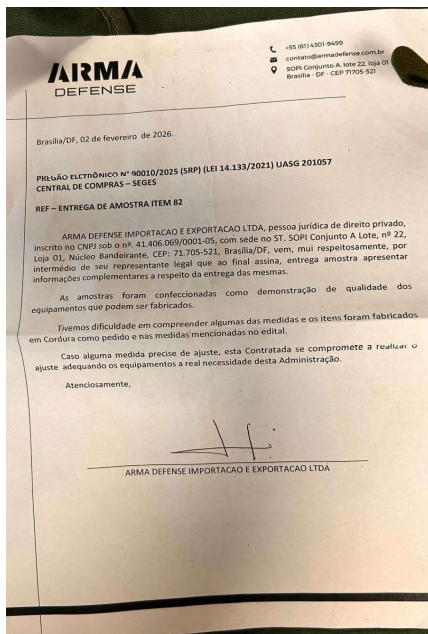 ARMA
DEFENSE
+55 (61) 4301-9499
contato@armadefense.com.br
SOPI Conjunto A, lote 22, loja 01
Brasília - DF - CEP 71705-521
Brasília/DF, 02 de fevereiro de 2026.
PREGÃO ELETRÔNICO N° 90010/2025 (SRP) (LEI 14.133/2021) UASG 201057
CENTRAL DE COMPRAS – SEGES
REF – ENTREGA DE AMOSTRA ITEM 82
ARMA DEFENSE IMPORTACAO E EXPORTACAO LTDA, pessoa jurídica de direito privado,
inscrito no CNPJ sob o nº. 41.406.069/0001-05, com sede no ST. SOPI Conjunto A Lote, nº 22,
Loja 01, Núcleo Bandeirante, CEP: 71.705-521, Brasília/DF, vem, mui respeitosamente, por
intermédio de seu representante legal que ao final assina, entrega amostra apresentar
informações complementares a respeito da entrega das mesmas.
As amostras foram confeccionadas como demonstração de qualidade dos
equipamentos que podem ser fabricados.
Tivemos dificuldade em compreender algumas das medidas e os itens foram fabricados
em Cordura como pedido e nas medidas mencionadas no edital.
Caso alguma medida precise de ajuste, esta Contratada se compromete a realizar o
ajuste adequando os equipamentos a real necessidade desta Administração.
Atenciosamente,
ARMA DEFENSE IMPORTACAO E EXPORTACAO LTDA